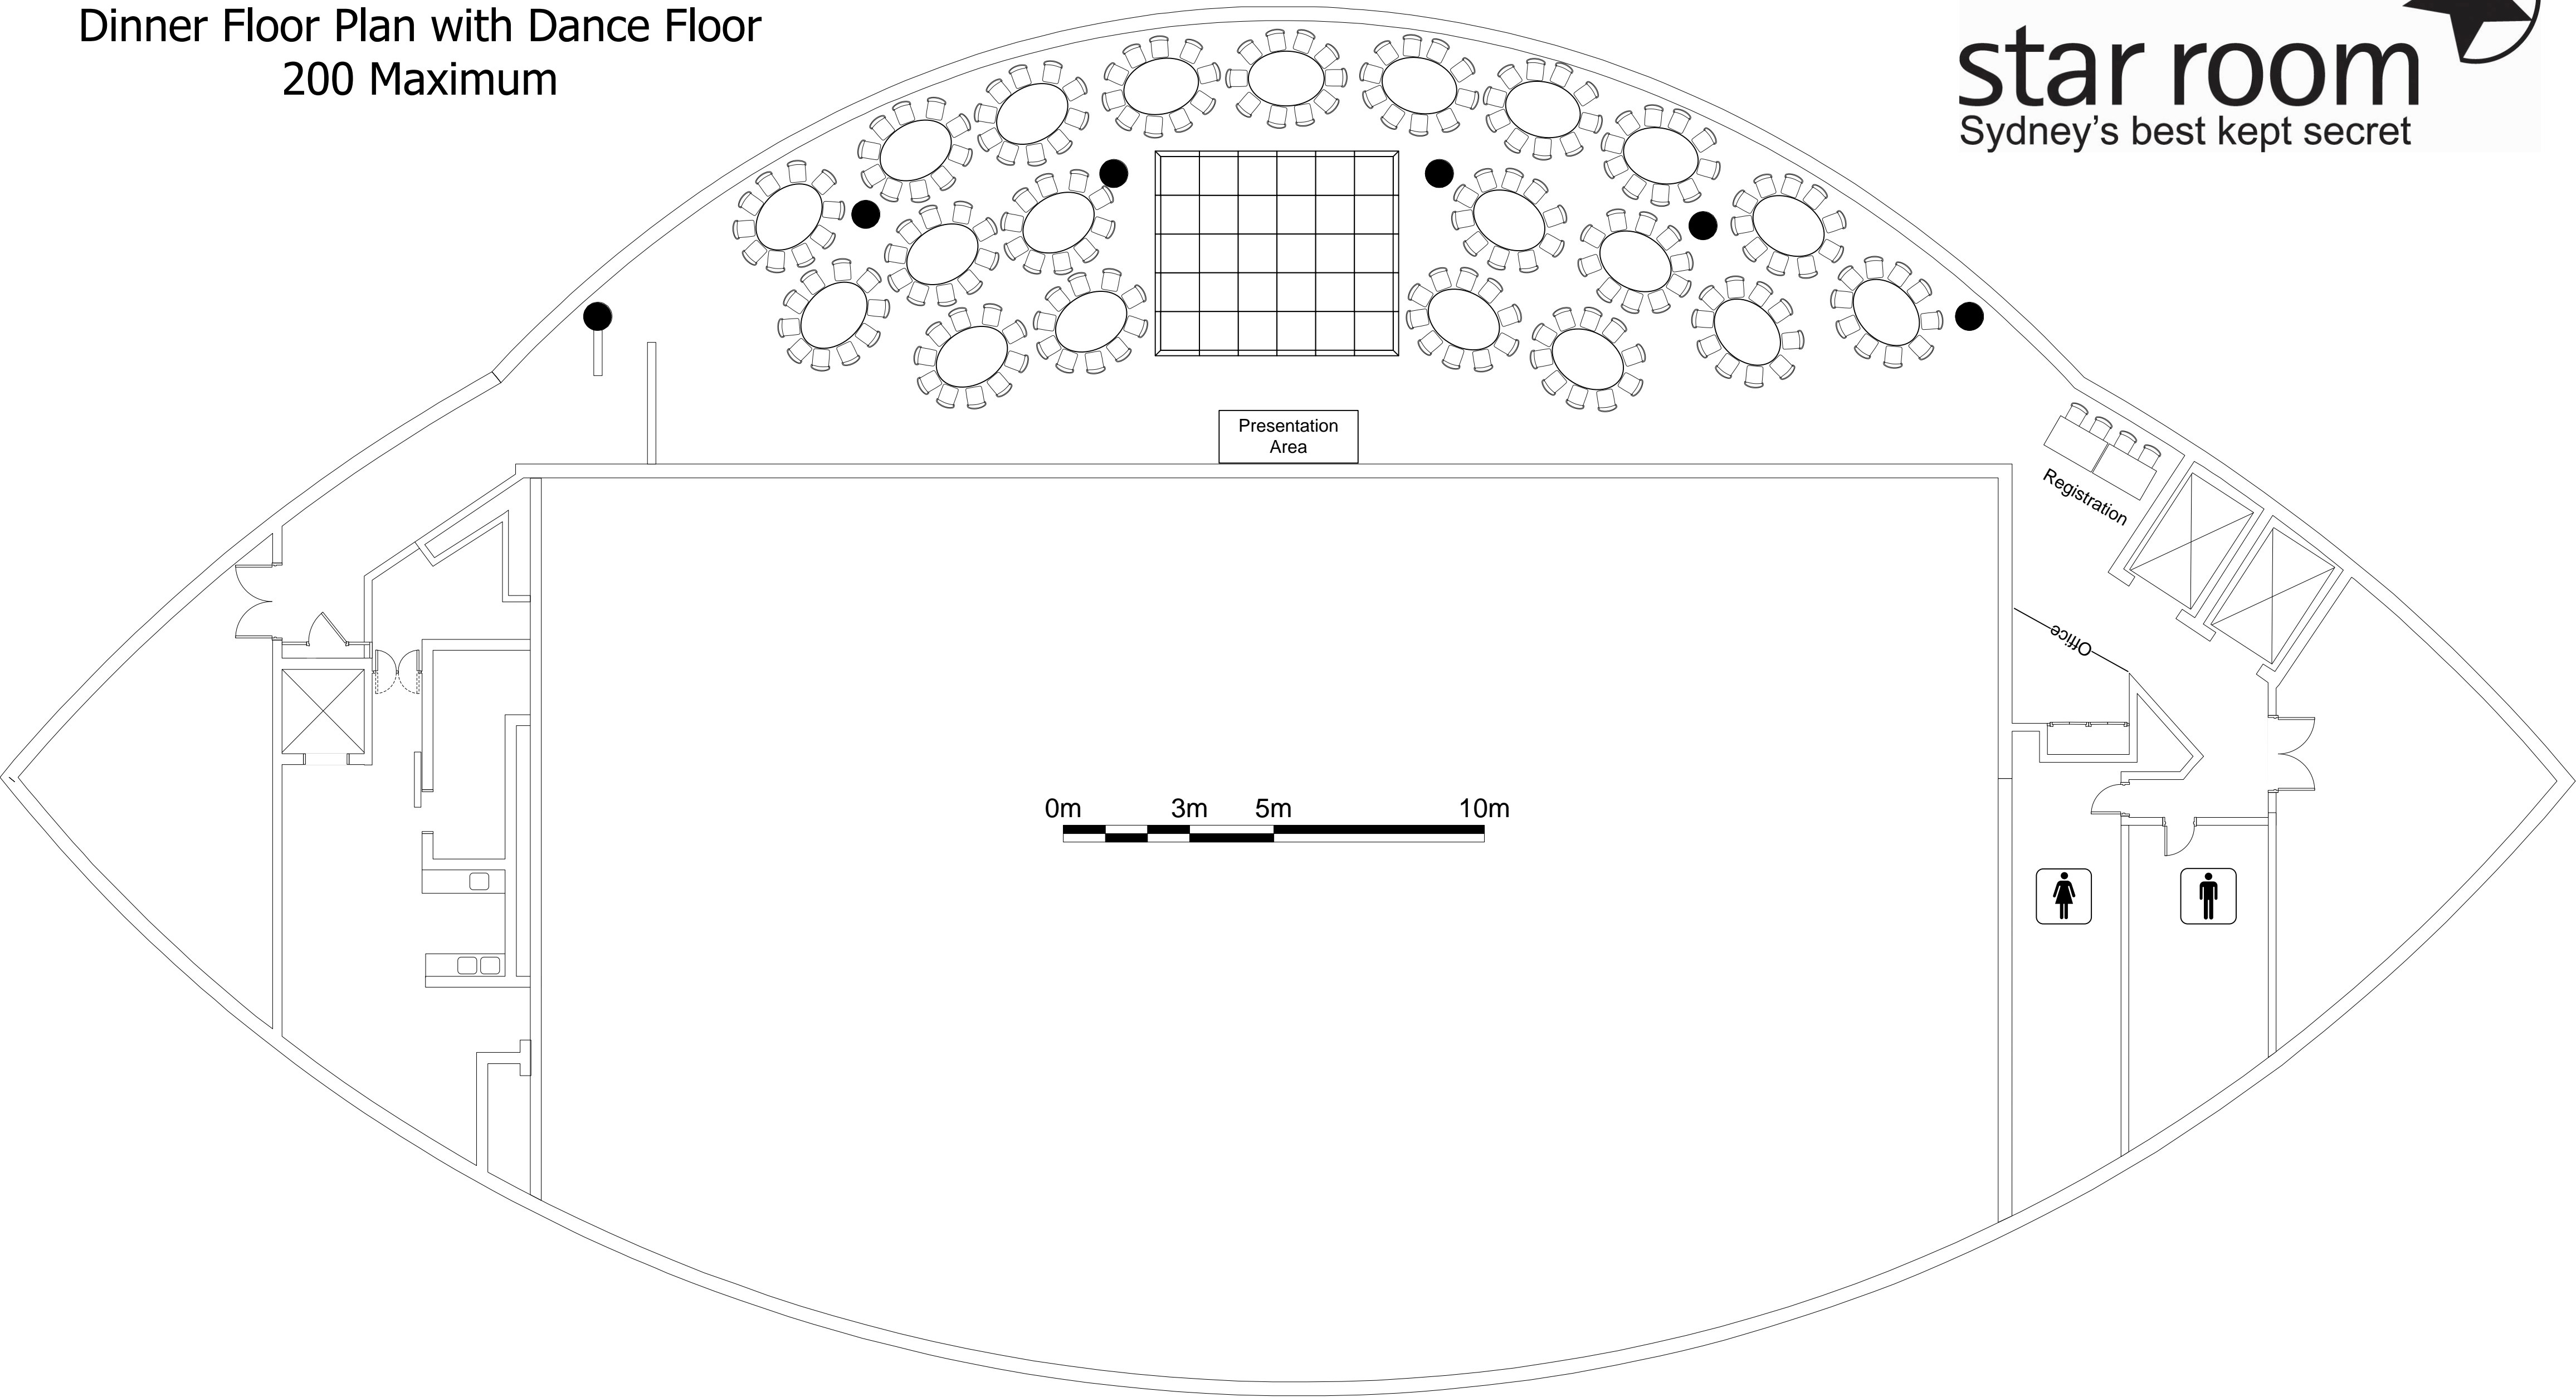 Dinner Floor Plan with Dance Floor
200 Maximum
star room
Sydney’s best kept secret
Presentation
Area
Registration
Office
0m 3m 5m 10m